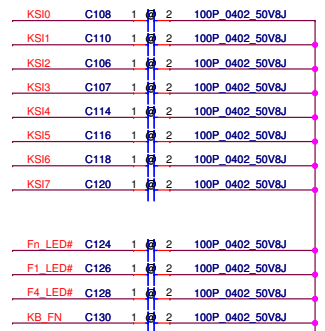 KSI0 C108 1 @ 2 100P_0402_50V8J
KSI1 C110 1 @ 2 100P_0402_50V8J
KSI2 C106 1 @ 2 100P_0402_50V8J
KSI3 C107 1 @ 2 100P_0402_50V8J
KSI4 C114 1 @ 2 100P_0402_50V8J
KSI5 C116 1 @ 2 100P_0402_50V8J
KSI6 C118 1 @ 2 100P_0402_50V8J
KSI7 C120 1 @ 2 100P_0402_50V8J
Fn_LED# C124 1 @ 2 100P_0402_50V8J
F1_LED# C126 1 @ 2 100P_0402_50V8J
F4_LED# C128 1 @ 2 100P_0402_50V8J
KB_FN C130 1 @ 2 100P_0402_50V8J